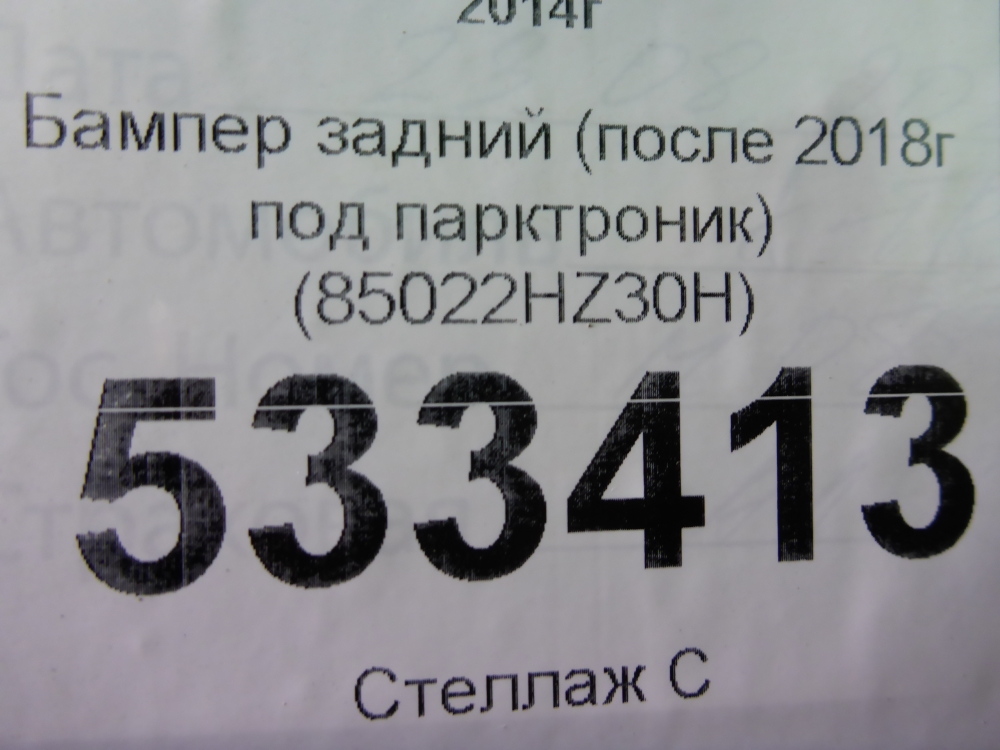 2014г
Бампер задний (после 2018г
под парктроник)
(85022HZ30H)
533413
Стеллаж С